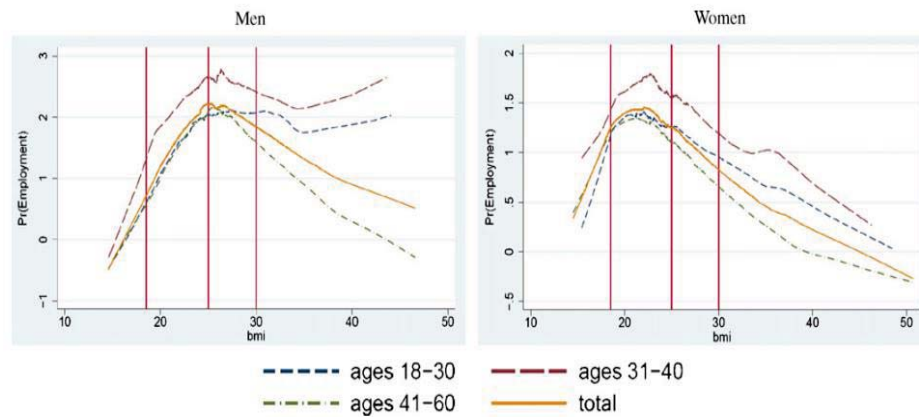 Men
Women
Pr(Employment)
3
2
1
0
−1
10
20
30
40
50
bmi
Pr(Employment)
2
1.5
1
.5
0
−.5
10
20
30
40
50
bmi
ages 18−30
ages 31−40
ages 41−60
total